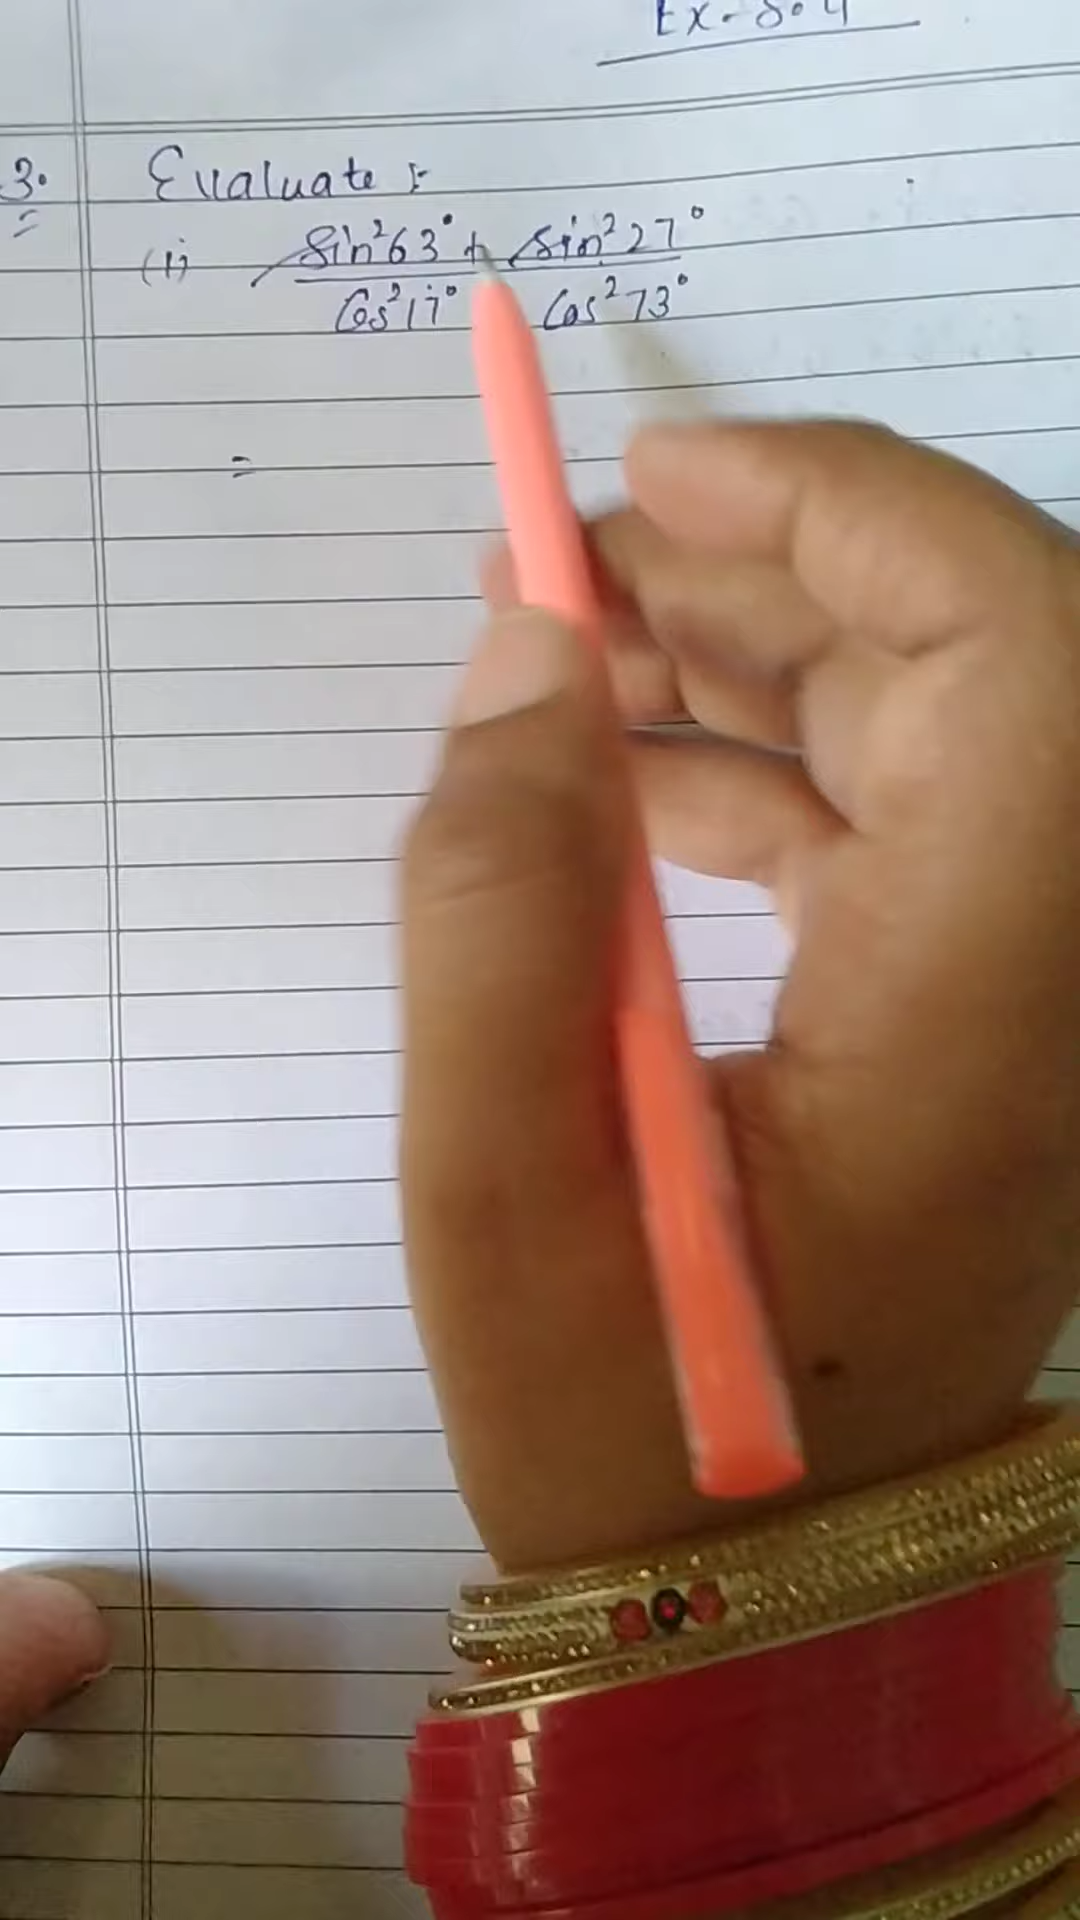 Ex-8.4
3. Evaluate :-
(i) sin²63° + sin²27°
Cos²17° Cos²73°
=